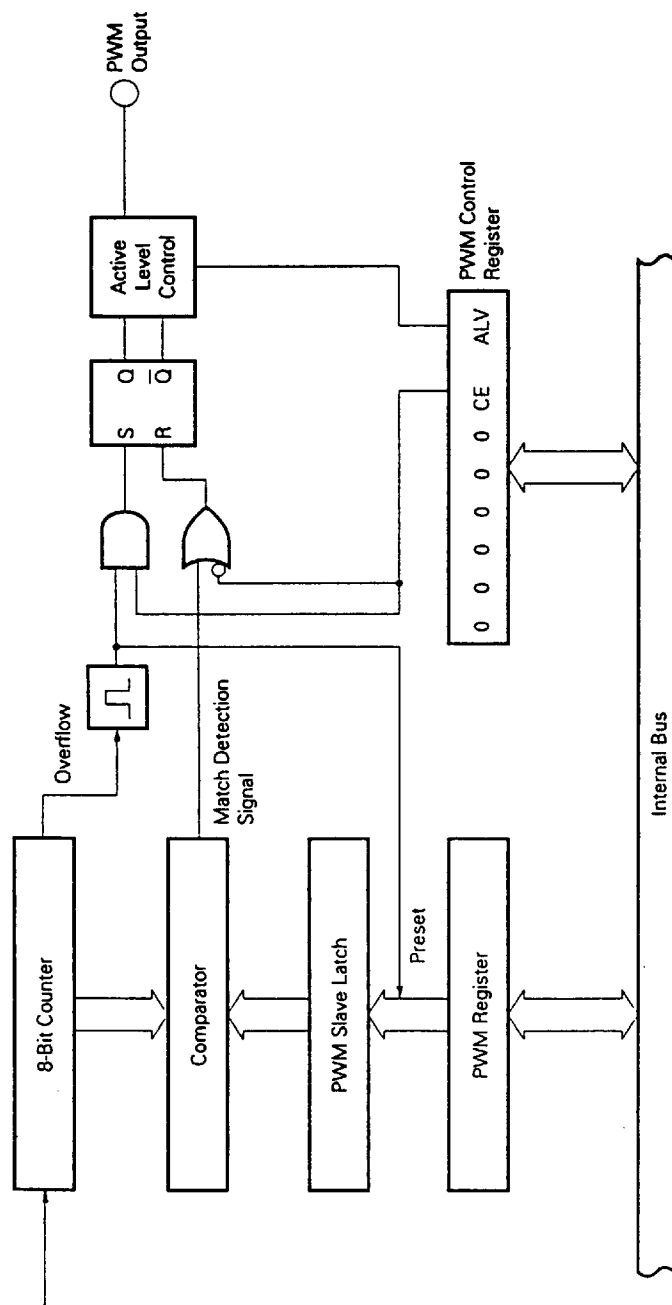 8-Bit Counter
Overflow
PWM
Output
Comparator
Match Detection
Signal
S
Q
R
Q̅
Active
Level
Control
PWM Slave Latch
Preset
PWM Register
PWM Control
Register
0 0 0 0 0 0 CE ALV
Internal Bus